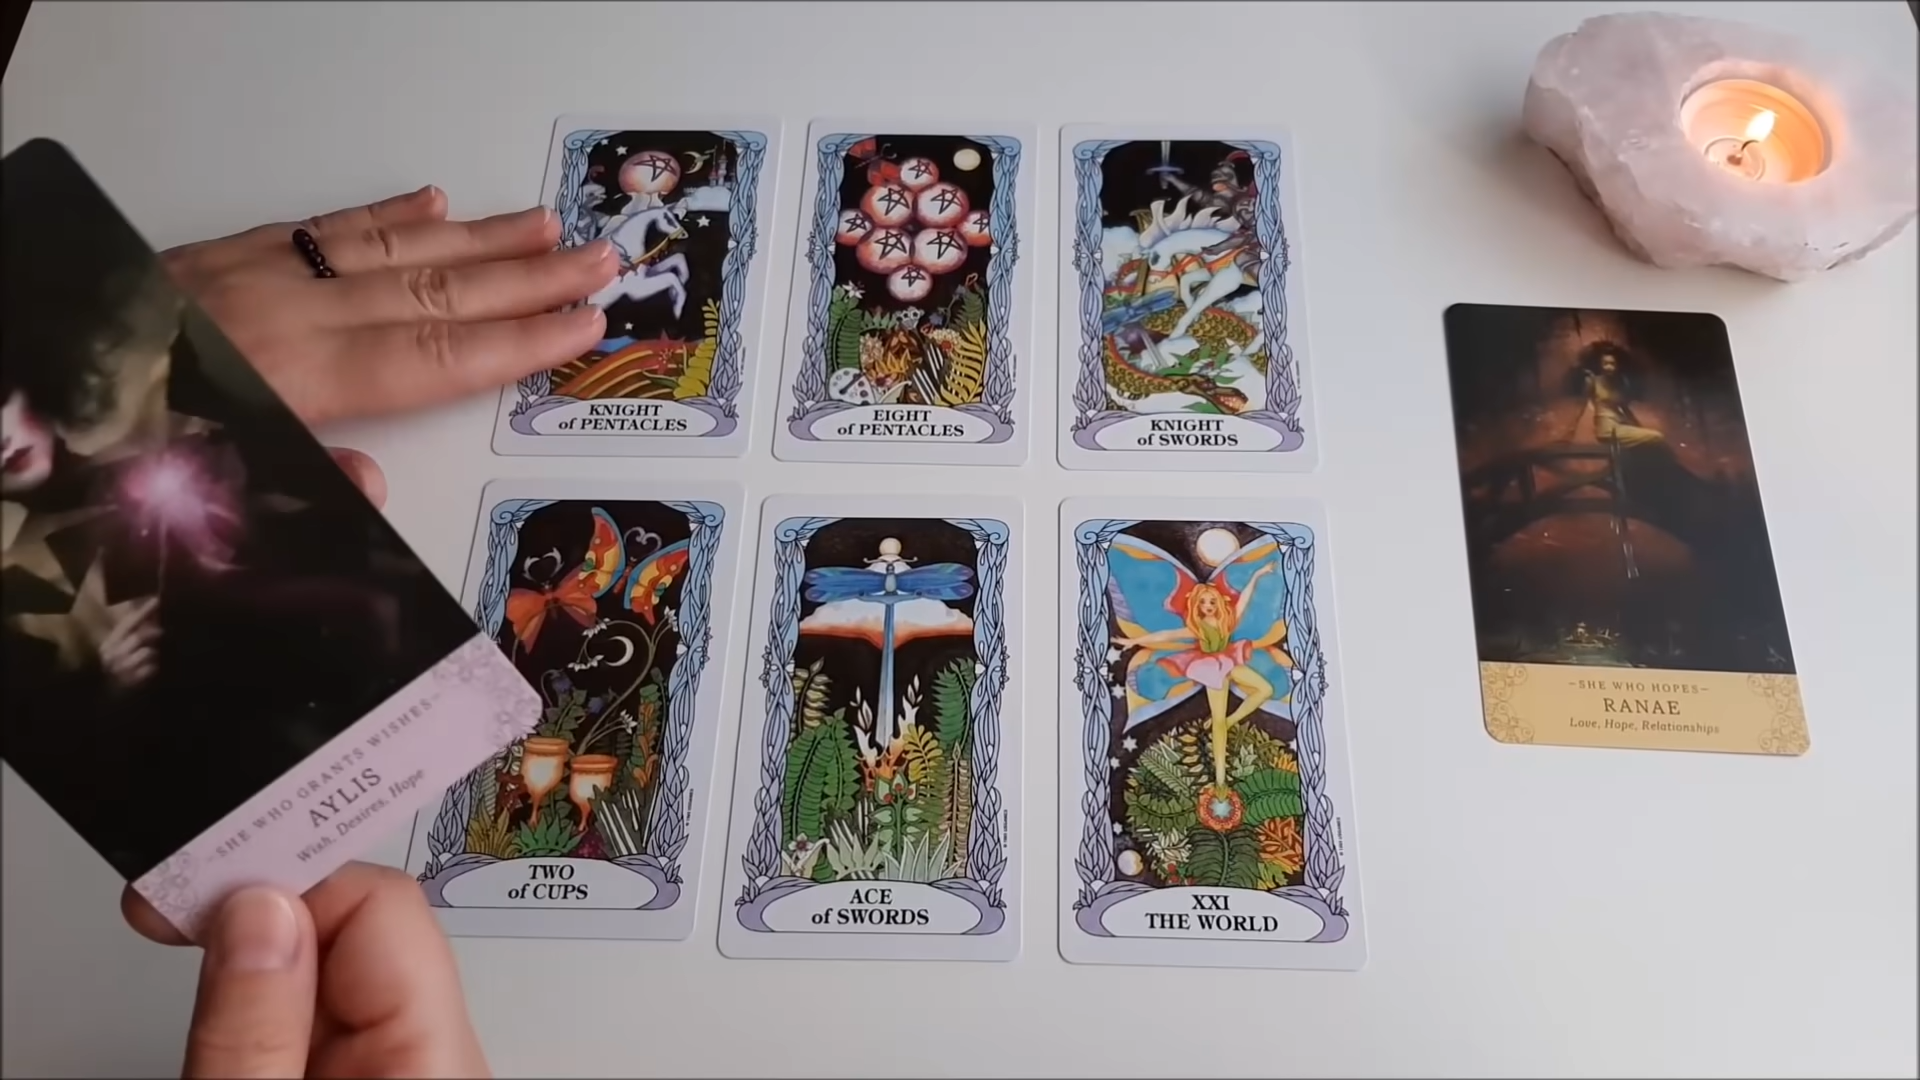 KNIGHT
of PENTACLES
EIGHT
of PENTACLES
KNIGHT
of SWORDS
~SHE WHO HOPES~
RANAE
Love, Hope, Relationships
~SHE WHO GRANTS WISHES~
AYLIS
Wish, Desires, Hope
TWO
of CUPS
ACE
of SWORDS
XXI
THE WORLD